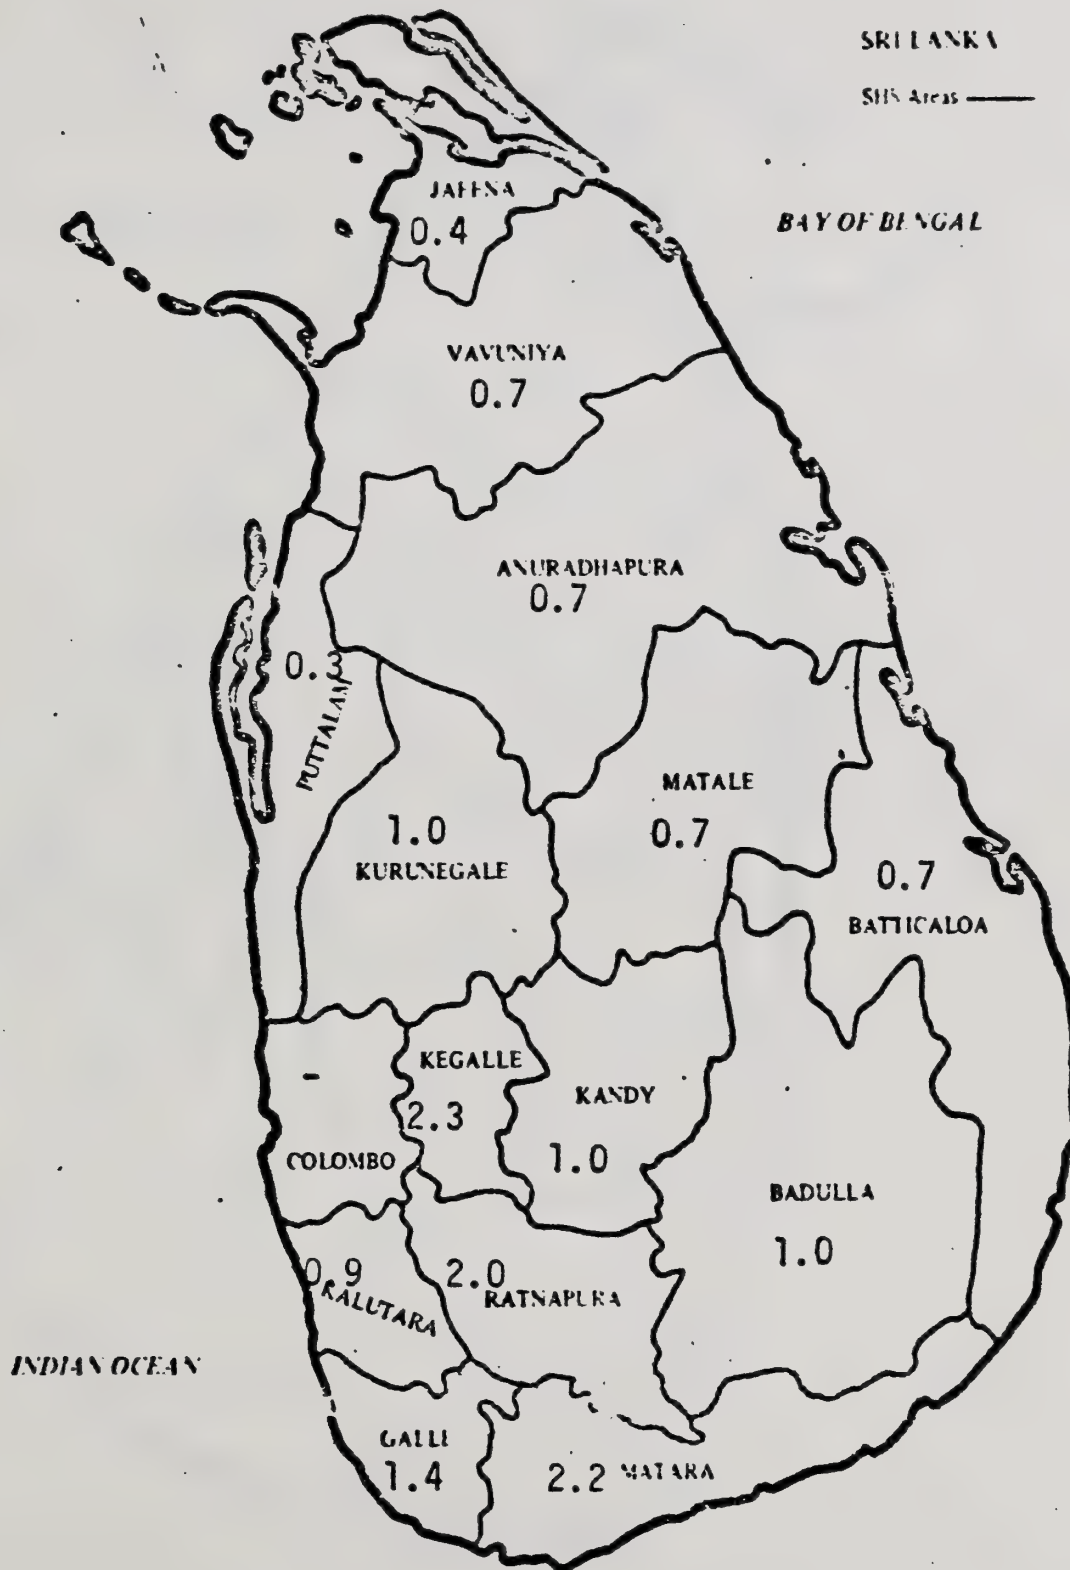 SRI LANKA
SHS Areas
BAY OF BENGAL
JAFFNA
0.4
VAVUNIYA
0.7
ANURADHAPURA
0.7
0.3
PUTTALAM
MATALE
0.7
1.0
KURUNEGALE
0.7
BATTICALOA
KEGALLE
2.3
KANDY
1.0
-
COLOMBO
BADULLA
1.0
0.9
KALUTARA
2.0
RATNAPURA
INDIAN OCEAN
GALLE
1.4
2.2 MATARA